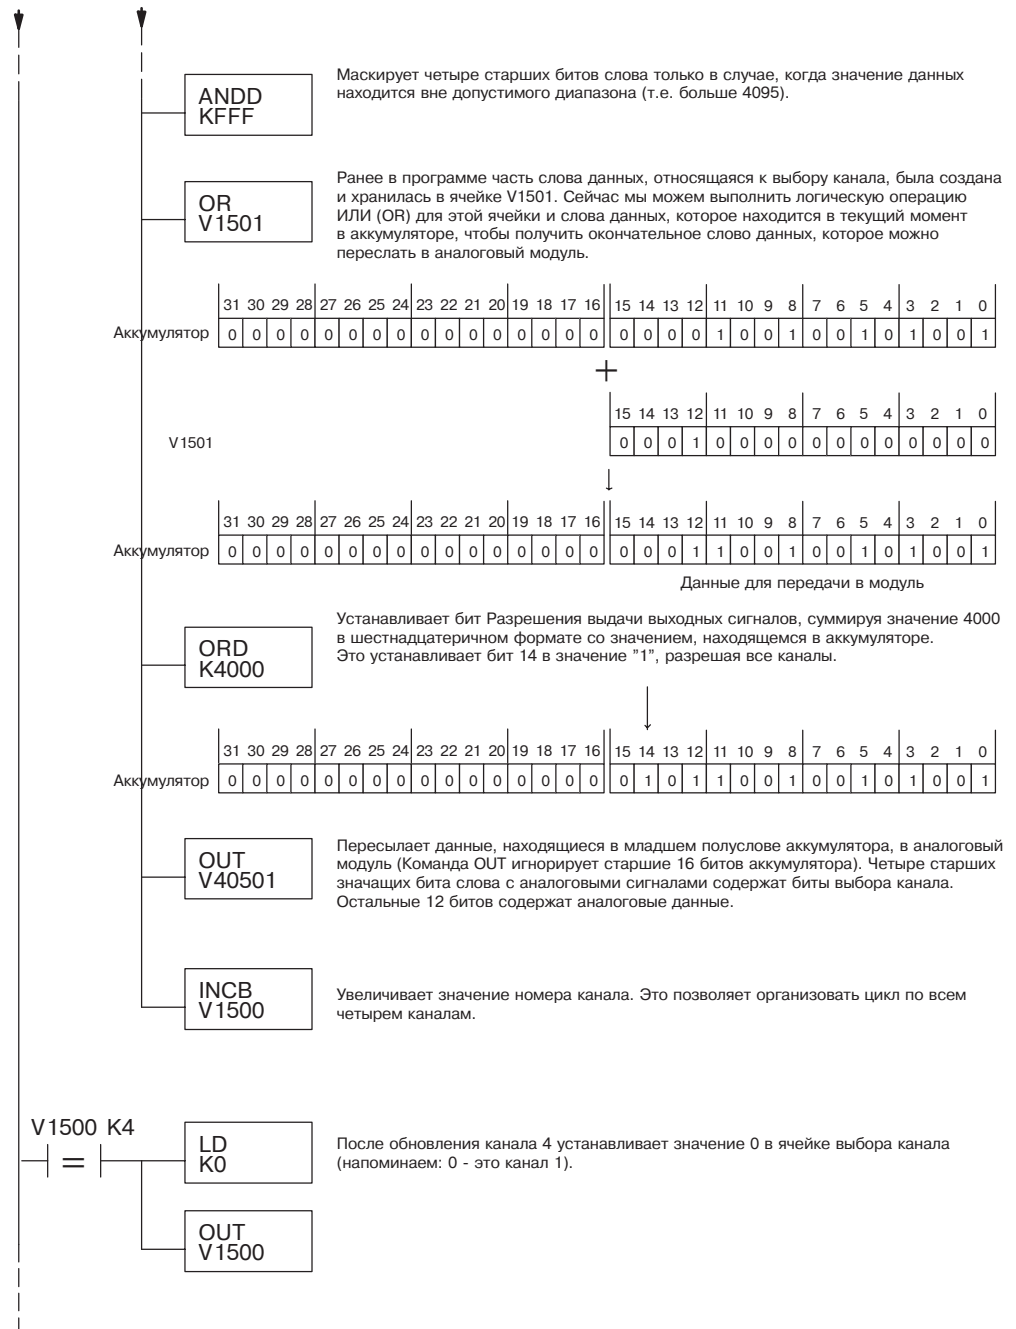 Маскирует четыре старших битов слова только в случае, когда значение данных
находится вне допустимого диапазона (т.е. больше 4095).
ANDD
KFFF
Ранее в программе часть слова данных, относящаяся к выбору канала, была создана
и хранилась в ячейке V1501. Сейчас мы можем выполнить логическую операцию
ИЛИ (OR) для этой ячейки и слова данных, которое находится в текущий момент
в аккумуляторе, чтобы получить окончательное слово данных, которое можно
переслать в аналоговый модуль.
OR
V1501
31 30 29 28 27 26 25 24 23 22 21 20 19 18 17 16 15 14 13 12 11 10 9 8 7 6 5 4 3 2 1 0
Аккумулятор 0 0 0 0 0 0 0 0 0 0 0 0 0 0 0 0 0 0 0 0 1 0 0 1 0 0 1 0 1 0 0 1
+
15 14 13 12 11 10 9 8 7 6 5 4 3 2 1 0
V1501 0 0 0 1 0 0 0 0 0 0 0 0 0 0 0 0
31 30 29 28 27 26 25 24 23 22 21 20 19 18 17 16 15 14 13 12 11 10 9 8 7 6 5 4 3 2 1 0
Аккумулятор 0 0 0 0 0 0 0 0 0 0 0 0 0 0 0 0 0 0 0 1 1 0 0 1 0 0 1 0 1 0 0 1
Данные для передачи в модуль
Устанавливает бит Разрешения выдачи выходных сигналов, суммируя значение 4000
в шестнадцатеричном формате со значением, находящемся в аккумуляторе.
Это устанавливает бит 14 в значение ”1”, разрешая все каналы.
ORD
K4000
31 30 29 28 27 26 25 24 23 22 21 20 19 18 17 16 15 14 13 12 11 10 9 8 7 6 5 4 3 2 1 0
Аккумулятор 0 0 0 0 0 0 0 0 0 0 0 0 0 0 0 0 0 1 0 1 1 0 0 1 0 0 1 0 1 0 0 1
Пересылает данные, находящиеся в младшем полуслове аккумулятора, в аналоговый
модуль (Команда OUT игнорирует старшие 16 битов аккумулятора). Четыре старших
значащих бита слова с аналоговыми сигналами содержат биты выбора канала.
Остальные 12 битов содержат аналоговые данные.
OUT
V40501
INCB
V1500
Увеличивает значение номера канала. Это позволяет организовать цикл по всем
четырем каналам.
V1500 K4
=
LD
K0
После обновления канала 4 устанавливает значение 0 в ячейке выбора канала
(напоминаем: 0 - это канал 1).
OUT
V1500